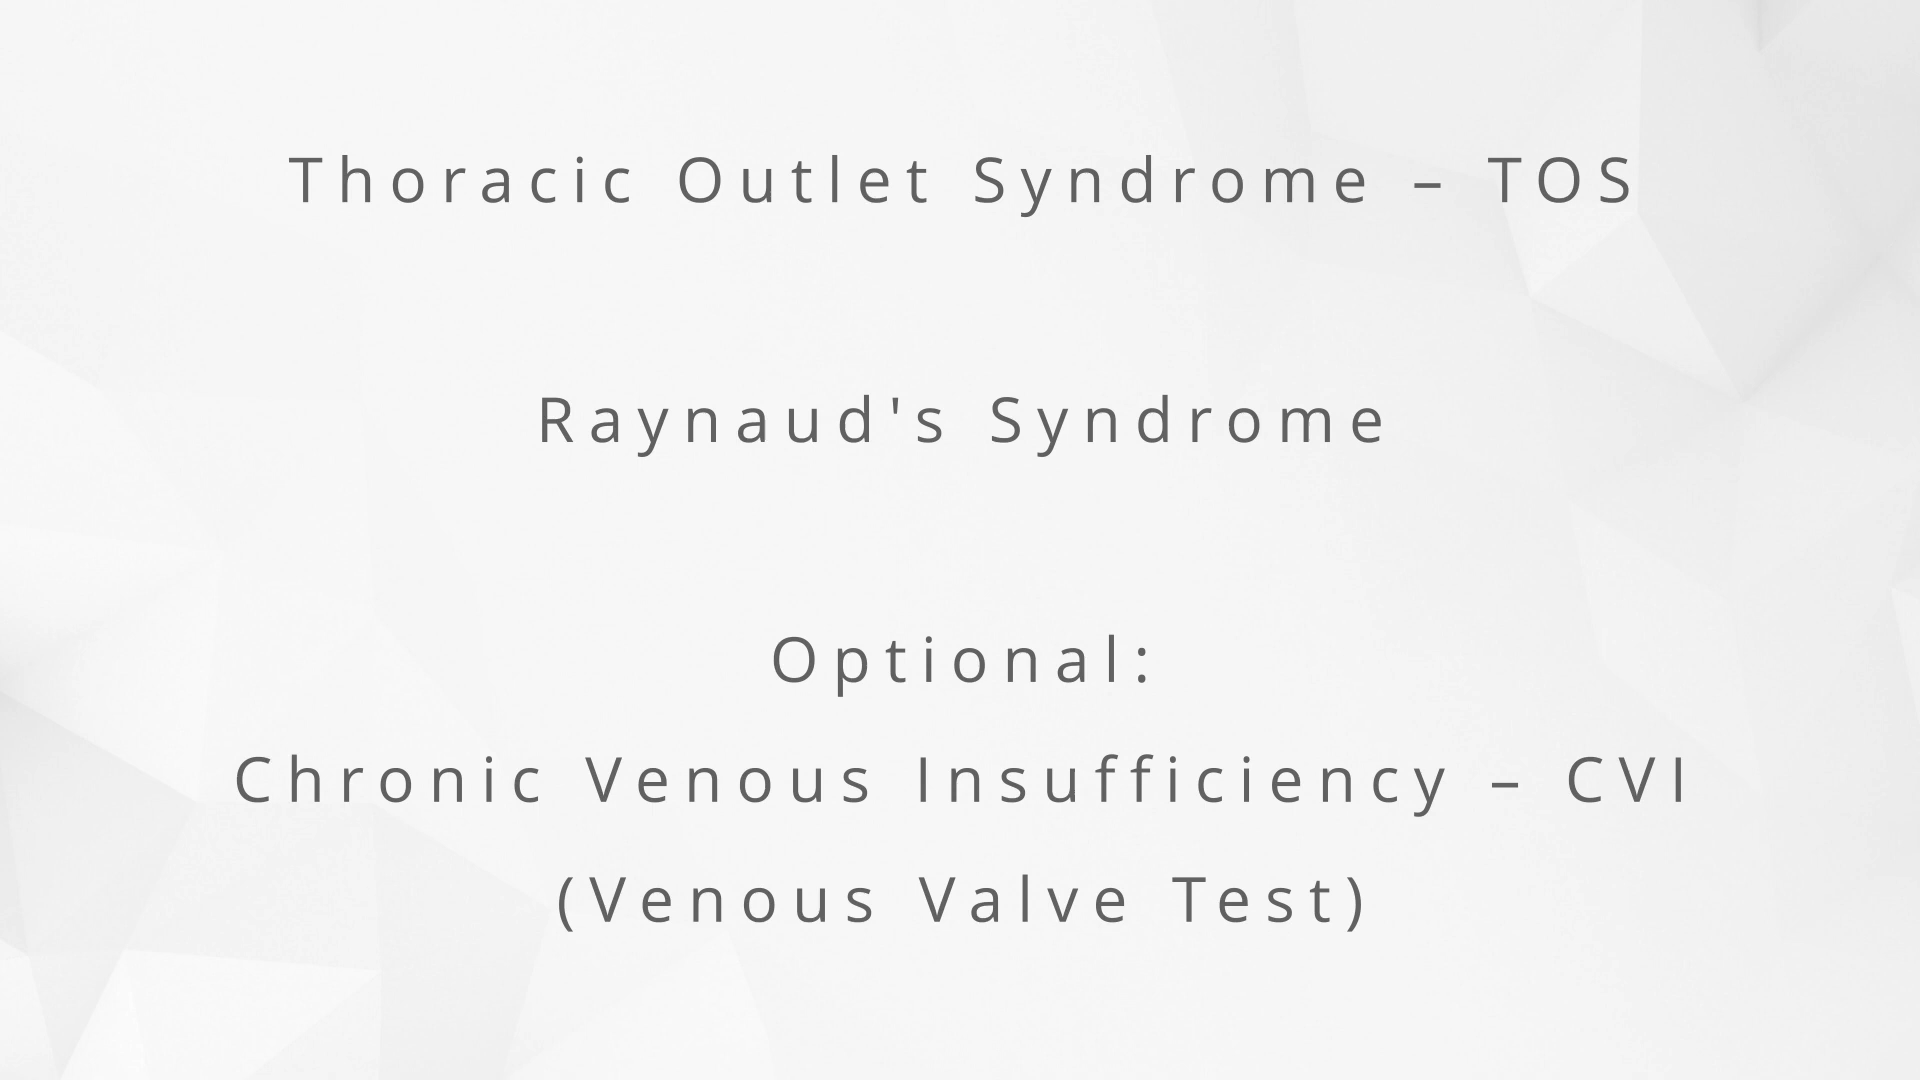 Thoracic Outlet Syndrome – TOS
Raynaud's Syndrome
Optional:
Chronic Venous Insufficiency – CVI
(Venous Valve Test)